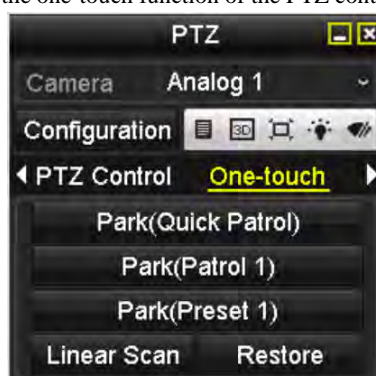 the one-touch function of the PTZ cont
PTZ
Camera Analog 1
Configuration 3D
PTZ Control One-touch
Park(Quick Patrol)
Park(Patrol 1)
Park(Preset 1)
Linear Scan Restore